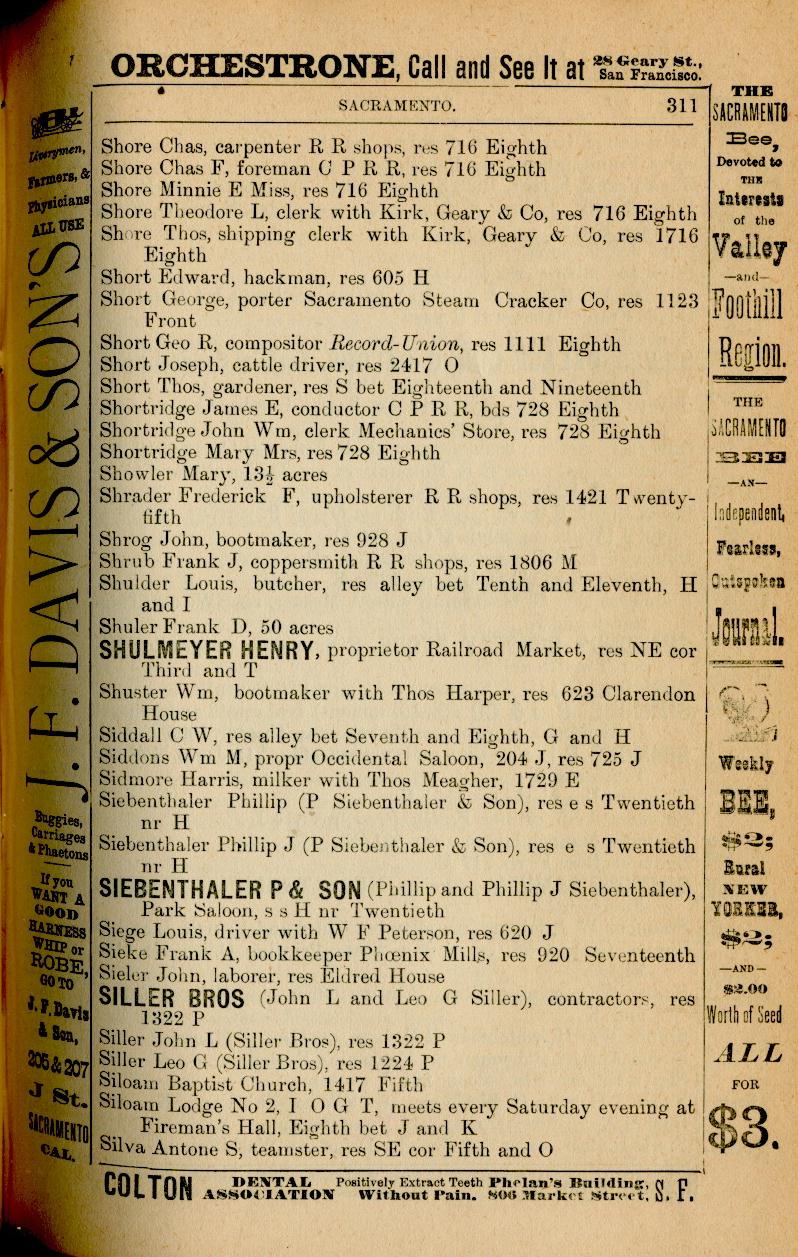 ORCHESTRONE, Call and See It at 28 Geary St., San Francisco.
SACRAMENTO. 311
Shore Chas, carpenter R R shops, res 716 Eighth
Shore Chas F, foreman C P R R, res 716 Eighth
Shore Minnie E Miss, res 716 Eighth
Shore Theodore L, clerk with Kirk, Geary & Co, res 716 Eighth
Shore Thos, shipping clerk with Kirk, Geary & Co, res 1716
Eighth
Short Edward, hackman, res 605 H
Short George, porter Sacramento Steam Cracker Co, res 1123
Front
Short Geo R, compositor Record-Union, res 1111 Eighth
Short Joseph, cattle driver, res 2417 O
Short Thos, gardener, res S bet Eighteenth and Nineteenth
Shortridge James E, conductor C P R R, bds 728 Eighth
Shortridge John Wm, clerk Mechanics' Store, res 728 Eighth
Shortridge Mary Mrs, res 728 Eighth
Showler Mary, 13½ acres
Shrader Frederick F, upholsterer R R shops, res 1421 Twenty-
fifth
Shrog John, bootmaker, res 928 J
Shrub Frank J, coppersmith R R shops, res 1806 M
Shulder Louis, butcher, res alley bet Tenth and Eleventh, H
and I
Shuler Frank D, 50 acres
SHULMEYER HENRY, proprietor Railroad Market, res NE cor
Third and T
Shuster Wm, bootmaker with Thos Harper, res 623 Clarendon
House
Siddall C W, res alley bet Seventh and Eighth, G and H
Siddons Wm M, propr Occidental Saloon, 204 J, res 725 J
Sidmore Harris, milker with Thos Meagher, 1729 E
Siebenthaler Phillip (P Siebenthaler & Son), res e s Twentieth
nr H
Siebenthaler Phillip J (P Siebenthaler & Son), res e s Twentieth
nr H
SIEBENTHALER P & SON (Phillip and Phillip J Siebenthaler),
Park Saloon, s s H nr Twentieth
Siege Louis, driver with W F Peterson, res 620 J
Sieke Frank A, bookkeeper Phœnix Mills, res 920 Seventeenth
Sieler John, laborer, res Eldred House
SILLER BROS (John L and Leo G Siller), contractors, res
1322 P
Siller John L (Siller Bros), res 1322 P
Siller Leo G (Siller Bros), res 1224 P
Siloam Baptist Church, 1417 Fifth
Siloam Lodge No 2, I O G T, meets every Saturday evening at
Fireman's Hall, Eighth bet J and K
Silva Antone S, teamster, res SE cor Fifth and O
COLTON DENTAL ASSOCIATION Positively Extract Teeth Without Pain. Phelan's Building, 806 Market Street, S. F.
Liverymen,
Farmers, &
Physicians
ALL USE
J. F. DAVIS & SON'S
Buggies,
Carriages
& Phaetons
If you
WANT A
GOOD
HARNESS
WHIP or
ROBE,
GO TO
J. F. Davis
& Son,
205 & 207
J St.
SACRAMENTO
CAL.
THE
SACRAMENTO
Bee,
Devoted to
THE
Interests
of the
Valley
—and—
Foothill
Region.
THE
SACRAMENTO
BEE
—AN—
Independent,
Fearless,
Outspoken
Journal.
Weekly
BEE,
$2;
Rural
NEW
YORKER,
$2;
—AND—
$2.00
Worth of Seed
ALL
FOR
$3.